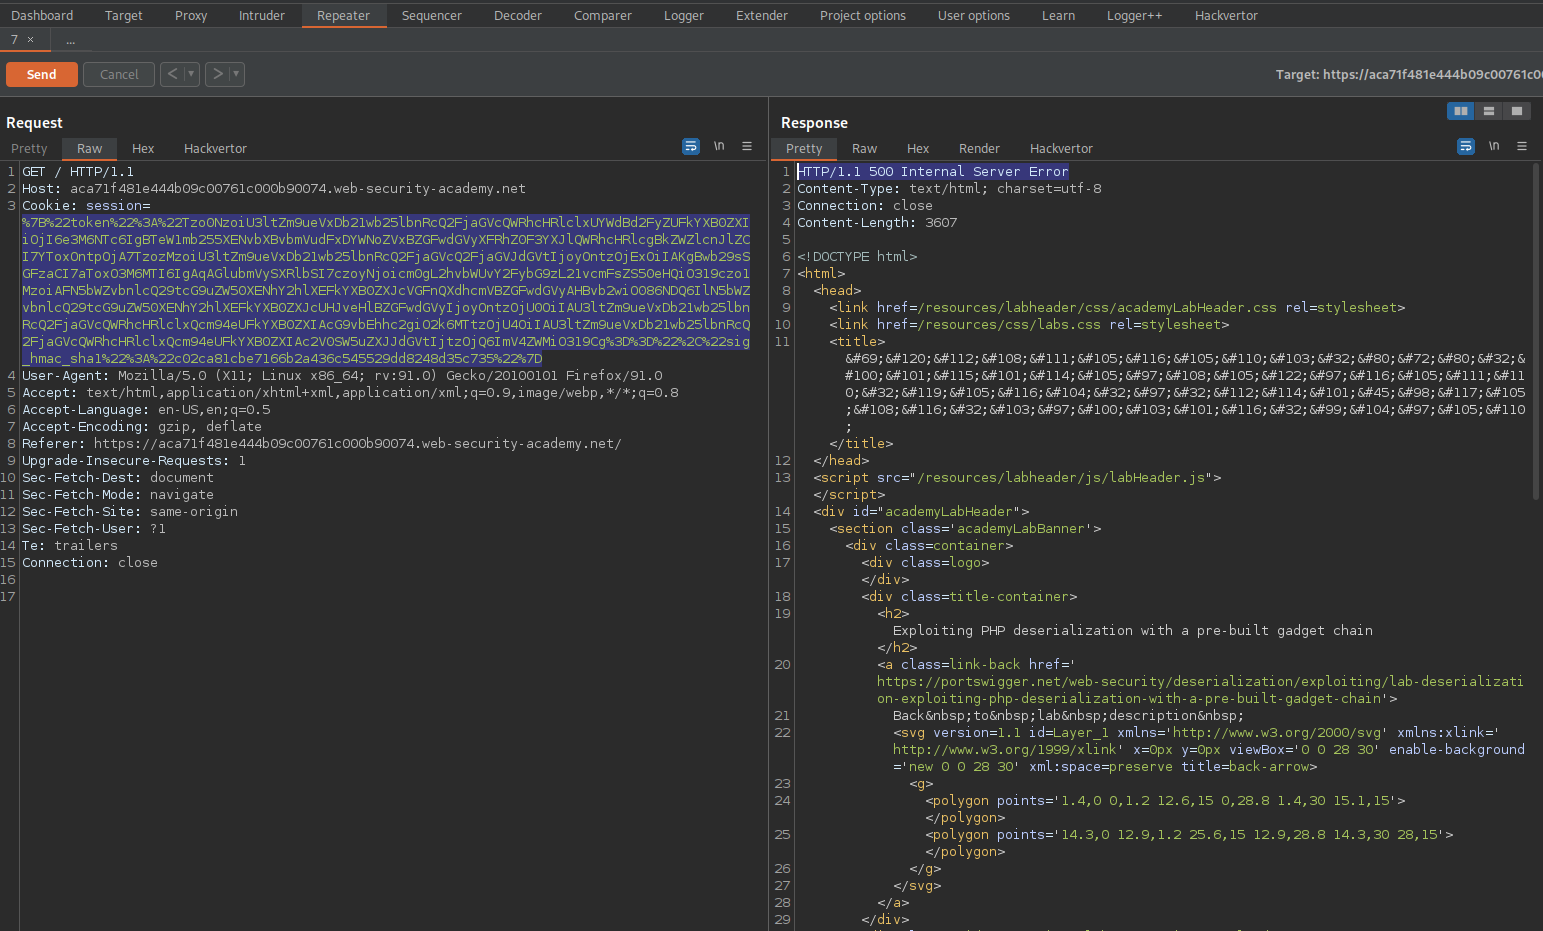 Dashboard Target Proxy Intruder Repeater Sequencer Decoder Comparer Logger Extender Project options User options Learn Logger++ Hackvertor
7 × ...
Send Cancel < ▾ > ▾ Target: https://aca71f481e444b09c00761c0
Request
Pretty Raw Hex Hackvertor \n
1 GET / HTTP/1.1
2 Host: aca71f481e444b09c00761c000b90074.web-security-academy.net
3 Cookie: session=
4 User-Agent: Mozilla/5.0 (X11; Linux x86_64; rv:91.0) Gecko/20100101 Firefox/91.0
5 Accept: text/html,application/xhtml+xml,application/xml;q=0.9,image/webp,*/*;q=0.8
6 Accept-Language: en-US,en;q=0.5
7 Accept-Encoding: gzip, deflate
8 Referer: https://aca71f481e444b09c00761c000b90074.web-security-academy.net/
9 Upgrade-Insecure-Requests: 1
10 Sec-Fetch-Dest: document
11 Sec-Fetch-Mode: navigate
12 Sec-Fetch-Site: same-origin
13 Sec-Fetch-User: ?1
14 Te: trailers
15 Connection: close
16
17
Response
Pretty Raw Hex Render Hackvertor \n
1 HTTP/1.1 500 Internal Server Error
2 Content-Type: text/html; charset=utf-8
3 Connection: close
4 Content-Length: 3607
5
6 <!DOCTYPE html>
7 <html>
8 <head>
9 <link href=/resources/labheader/css/academyLabHeader.css rel=stylesheet>
10 <link href=/resources/css/labs.css rel=stylesheet>
11 <title>
&#69;&#120;&#112;&#108;&#111;&#105;&#116;&#105;&#110;&#103;&#32;&#80;&#72;&#80;&#32;&
#100;&#101;&#115;&#101;&#114;&#105;&#97;&#108;&#105;&#122;&#97;&#116;&#105;&#111;&#11
0;&#32;&#119;&#105;&#116;&#104;&#32;&#97;&#32;&#112;&#114;&#101;&#45;&#98;&#117;&#105
;&#108;&#116;&#32;&#103;&#97;&#100;&#103;&#101;&#116;&#32;&#99;&#104;&#97;&#105;&#110
;
</title>
12 </head>
13 <script src="/resources/labheader/js/labHeader.js">
</script>
14 <div id="academyLabHeader">
15 <section class='academyLabBanner'>
16 <div class=container>
17 <div class=logo>
</div>
18 <div class=title-container>
19 <h2>
Exploiting PHP deserialization with a pre-built gadget chain
</h2>
20 <a class=link-back href='
https://portswigger.net/web-security/deserialization/exploiting/lab-deserializati
on-exploiting-php-deserialization-with-a-pre-built-gadget-chain'>
21 Back&nbsp;to&nbsp;lab&nbsp;description&nbsp;
22 <svg version=1.1 id=Layer_1 xmlns='http://www.w3.org/2000/svg' xmlns:xlink='
http://www.w3.org/1999/xlink' x=0px y=0px viewBox='0 0 28 30' enable-background
='new 0 0 28 30' xml:space=preserve title=back-arrow>
23 <g>
24 <polygon points='1.4,0 0,1.2 12.6,15 0,28.8 1.4,30 15.1,15'>
</polygon>
25 <polygon points='14.3,0 12.9,1.2 25.6,15 12.9,28.8 14.3,30 28,15'>
</polygon>
26 </g>
27 </svg>
28 </a>
29 </div>